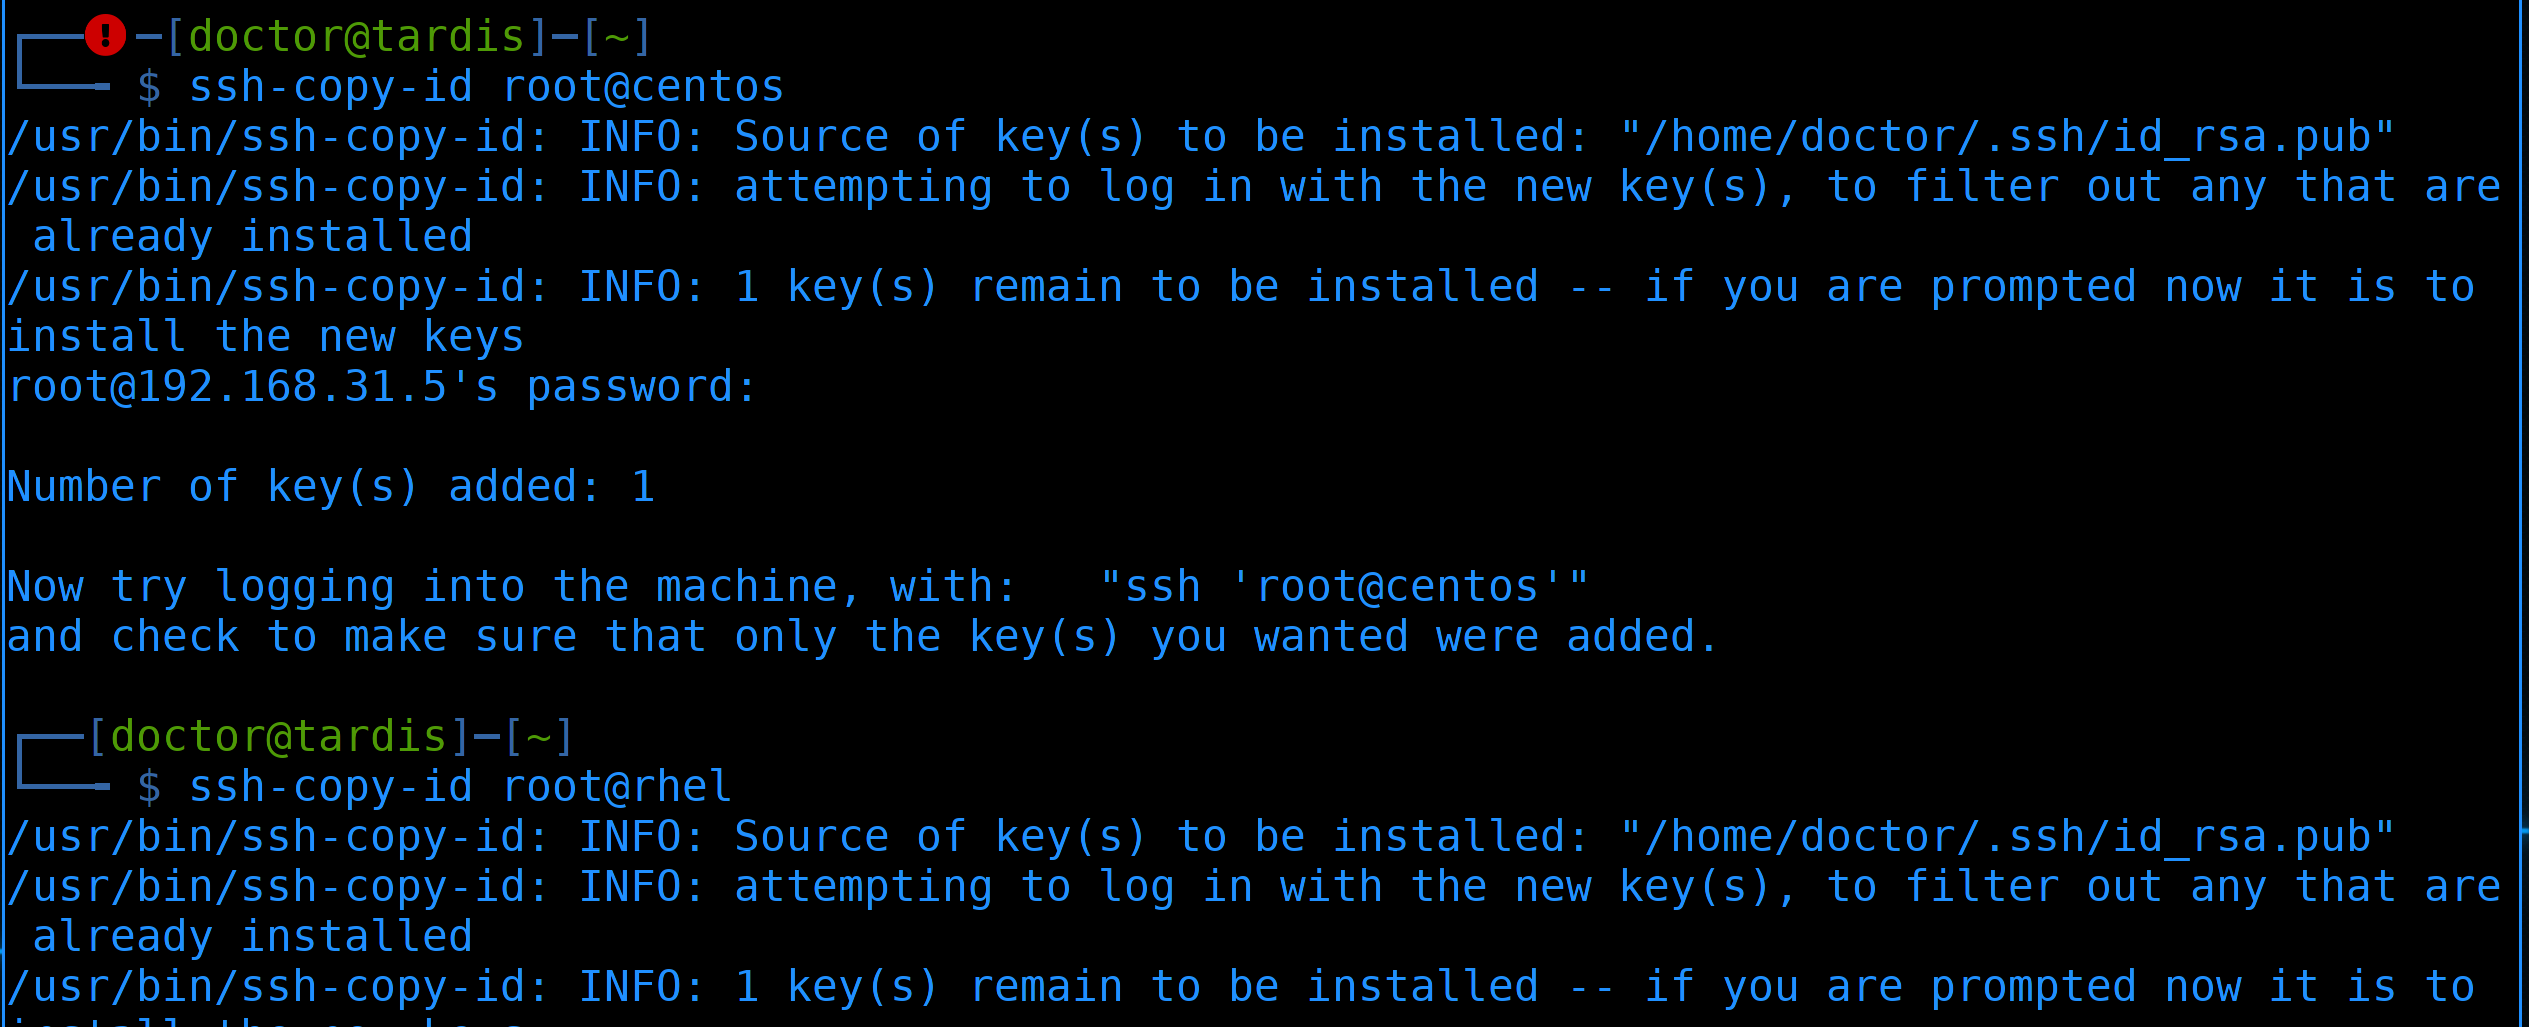 ┌──❗─[doctor@tardis]─[~]
└──╼ $ ssh-copy-id root@centos
/usr/bin/ssh-copy-id: INFO: Source of key(s) to be installed: "/home/doctor/.ssh/id_rsa.pub"
/usr/bin/ssh-copy-id: INFO: attempting to log in with the new key(s), to filter out any that are
 already installed
/usr/bin/ssh-copy-id: INFO: 1 key(s) remain to be installed -- if you are prompted now it is to
install the new keys
root@192.168.31.5's password:

Number of key(s) added: 1

Now try logging into the machine, with:   "ssh 'root@centos'"
and check to make sure that only the key(s) you wanted were added.

┌──[doctor@tardis]─[~]
└──╼ $ ssh-copy-id root@rhel
/usr/bin/ssh-copy-id: INFO: Source of key(s) to be installed: "/home/doctor/.ssh/id_rsa.pub"
/usr/bin/ssh-copy-id: INFO: attempting to log in with the new key(s), to filter out any that are
 already installed
/usr/bin/ssh-copy-id: INFO: 1 key(s) remain to be installed -- if you are prompted now it is to